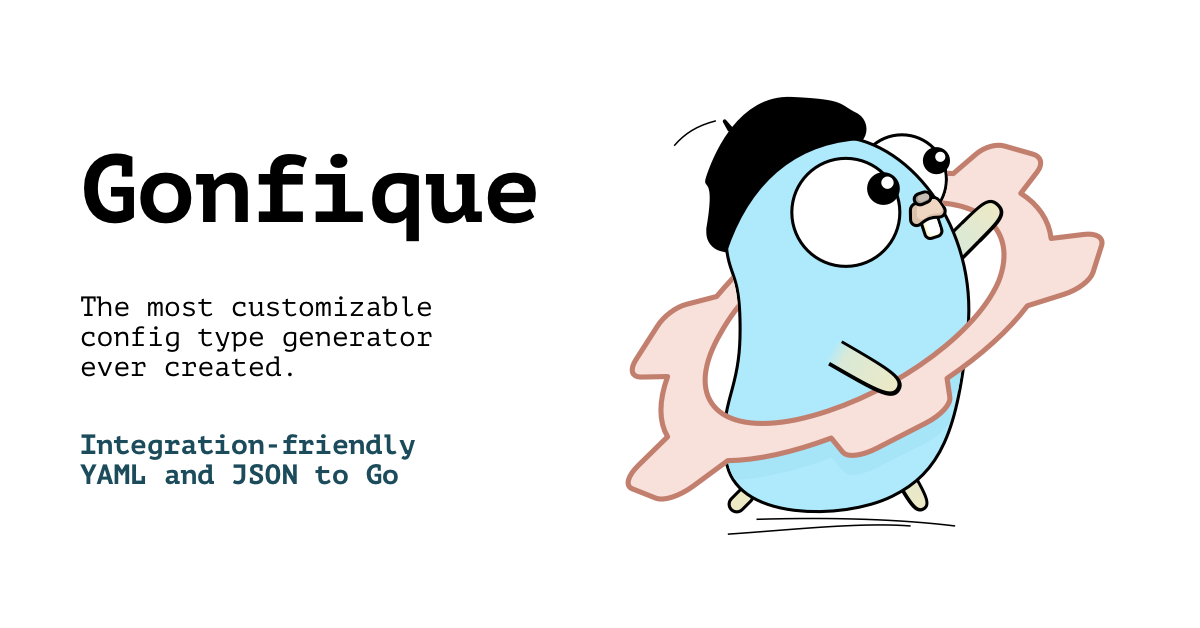 Gonfique
The most customizable
config type generator
ever created.
Integration-friendly
YAML and JSON to Go